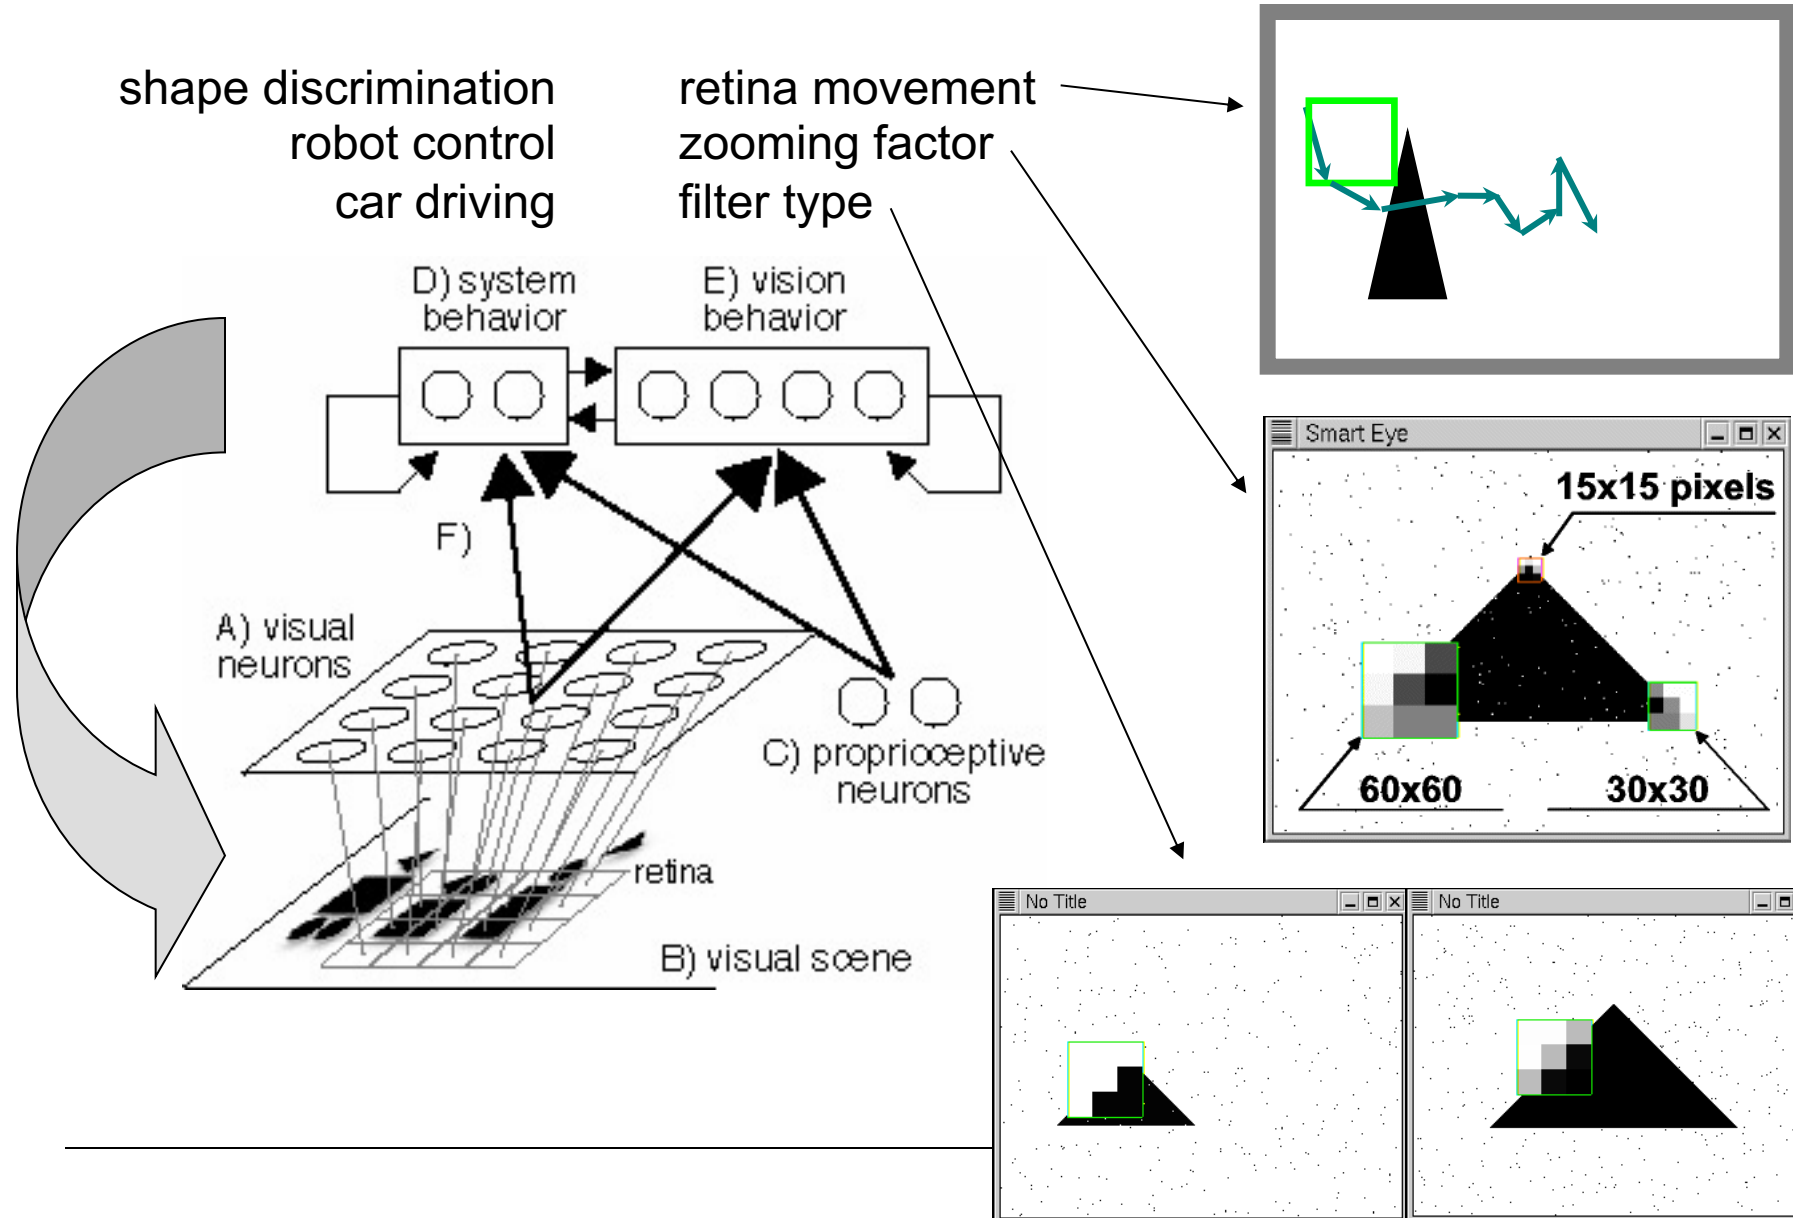 shape discrimination
robot control
car driving
retina movement
zooming factor
filter type
D) system
behavior
E) vision
behavior
F)
A) visual
neurons
C) proprioceptive
neurons
retina
B) visual scene
Smart Eye
15x15 pixels
60x60
30x30
No Title
No Title